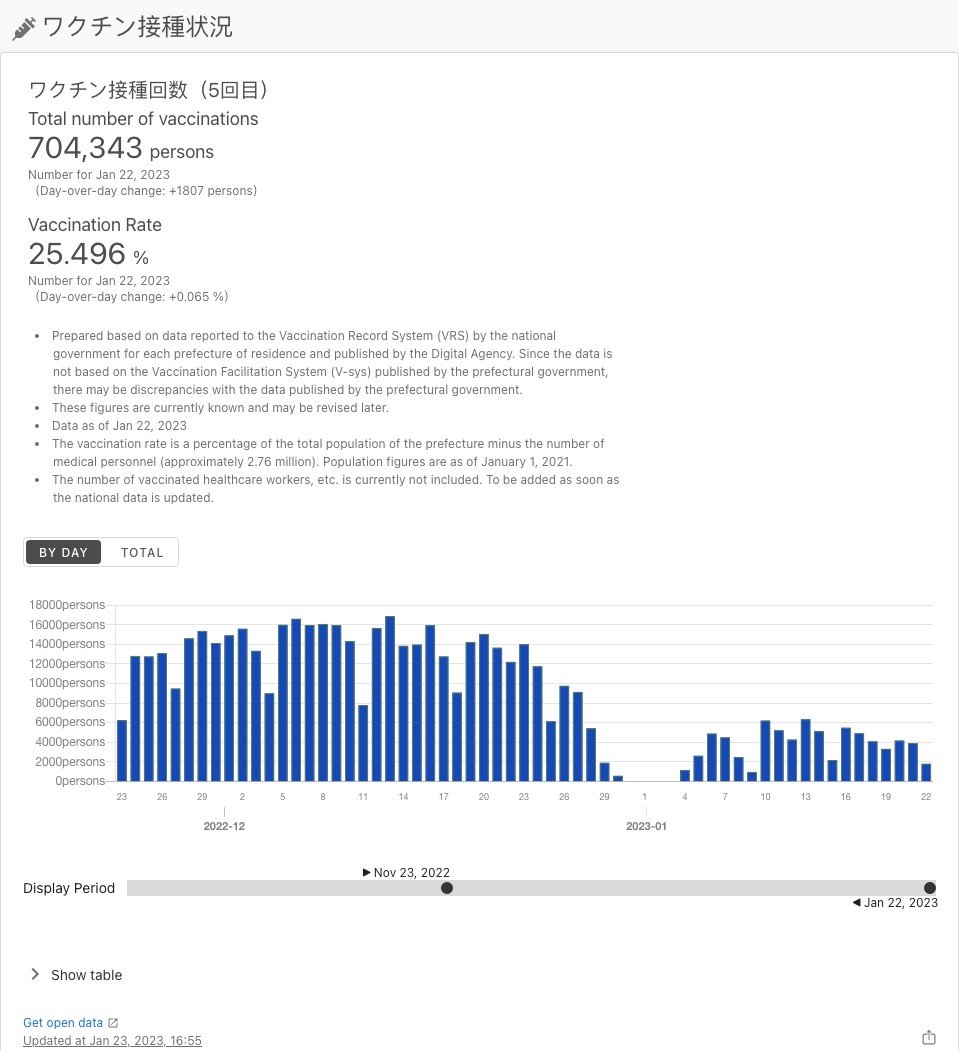 ワクチン接種状況
ワクチン接種回数（5回目）
Total number of vaccinations
704,343 persons
Number for Jan 22, 2023
（Day-over-day change: +1807 persons）
Vaccination Rate
25.496 %
Number for Jan 22, 2023
（Day-over-day change: +0.065 %）
• Prepared based on data reported to the Vaccination Record System (VRS) by the national
government for each prefecture of residence and published by the Digital Agency. Since the data is
not based on the Vaccination Facilitation System (V-sys) published by the prefectural government,
there may be discrepancies with the data published by the prefectural government.
• These figures are currently known and may be revised later.
• Data as of Jan 22, 2023
• The vaccination rate is a percentage of the total population of the prefecture minus the number of
medical personnel (approximately 2.76 million). Population figures are as of January 1, 2021.
• The number of vaccinated healthcare workers, etc. is currently not included. To be added as soon as
the national data is updated.
BY DAY TOTAL
18000persons
16000persons
14000persons
12000persons
10000persons
8000persons
6000persons
4000persons
2000persons
0persons
23 26 29 2 5 8 11 14 17 20 23 26 29 1 4 7 10 13 16 19 22
2022-12 2023-01
▶ Nov 23, 2022
Display Period
◀ Jan 22, 2023
Show table
Get open data
Updated at Jan 23, 2023, 16:55